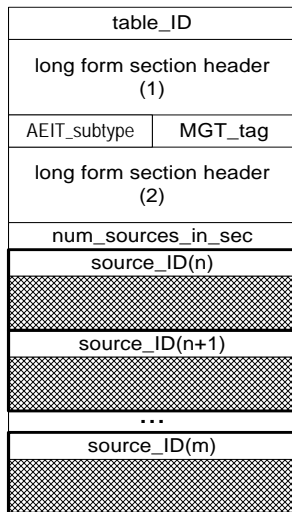 table_ID
long form section header
(1)
AEIT_subtype MGT_tag
long form section header
(2)
num_sources_in_sec
source_ID(n)
source_ID(n+1)
...
source_ID(m)